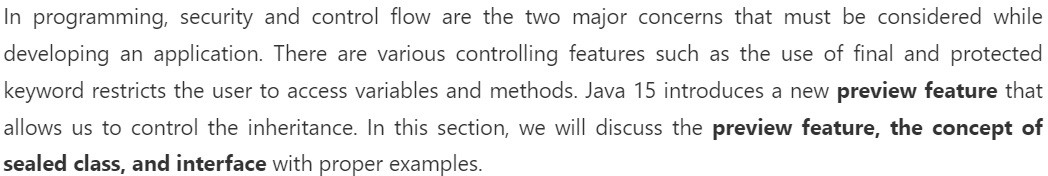 In programming, security and control flow are the two major concerns that must be considered while
developing an application. There are various controlling features such as the use of final and protected
keyword restricts the user to access variables and methods. Java 15 introduces a new preview feature that
allows us to control the inheritance. In this section, we will discuss the preview feature, the concept of
sealed class, and interface with proper examples.